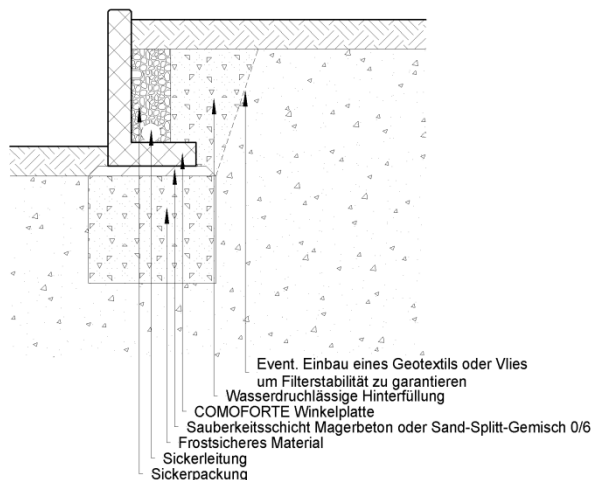 Event. Einbau eines Geotextils oder Vlies
um Filterstabilität zu garantieren
Wasserdruchlässige Hinterfüllung
COMOFORTE Winkelplatte
Sauberkeitsschicht Magerbeton oder Sand-Splitt-Gemisch 0/6
Frostsicheres Material
Sickerleitung
Sickerpackung